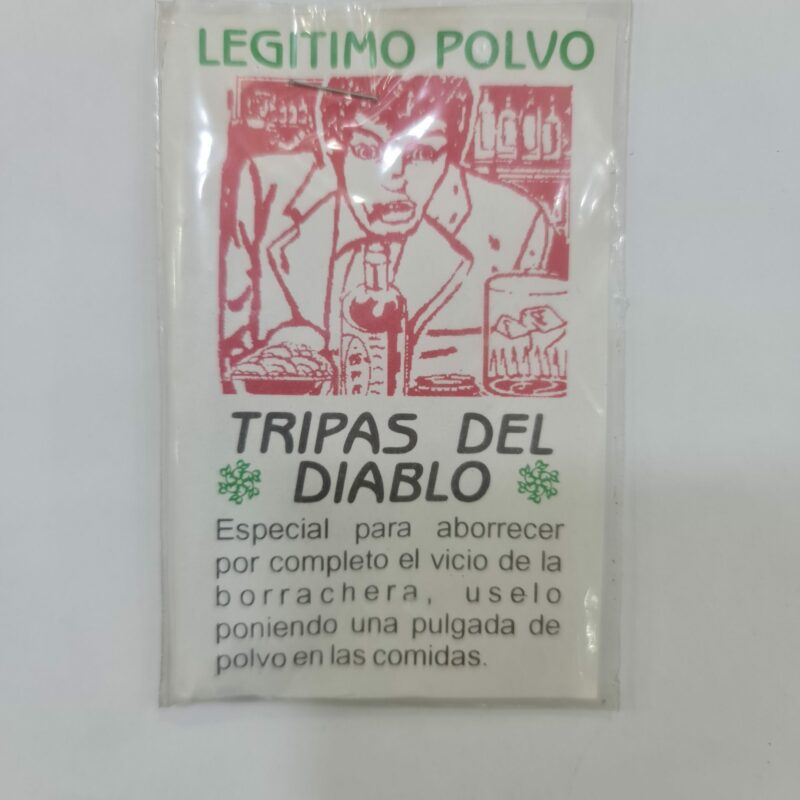 LEGITIMO POLVO
TRIPAS DEL
DIABLO
Especial para aborrecer
por completo el vicio de la
borrachera, uselo
poniendo una pulgada de
polvo en las comidas.